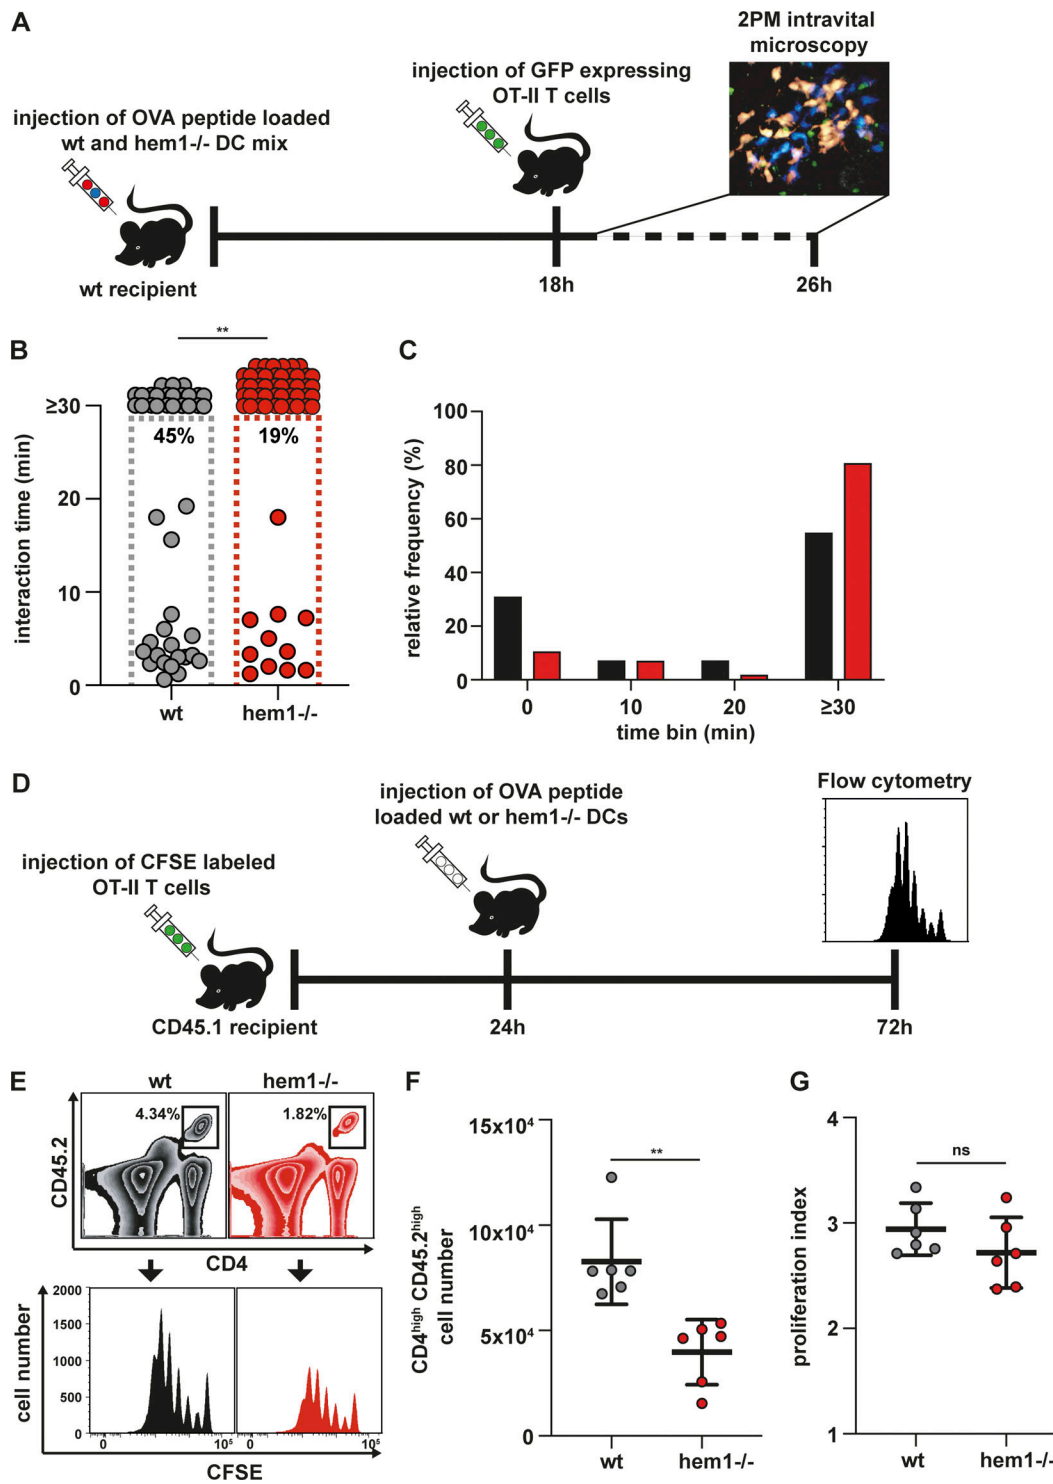 A
injection of OVA peptide loaded
wt and hem1-/- DC mix
wt recipient
injection of GFP expressing
OT-II T cells
2PM intravital
microscopy
18h
26h
B
**
≥30
20
10
0
interaction time (min)
45%
19%
wt
hem1-/-
C
100
80
60
40
20
0
relative frequency (%)
0
10
20
≥30
time bin (min)
D
injection of CFSE labeled
OT-II T cells
CD45.1 recipient
injection of OVA peptide
loaded wt or hem1-/- DCs
Flow cytometry
24h
72h
E
wt
hem1-/-
4.34%
1.82%
CD45.2
CD4
2000
1500
1000
500
0
cell number
0
10⁵
0
10⁵
CFSE
F
15x10⁴
10x10⁴
5x10⁴
0
CD4ʰⁱᵍʰ CD45.2ʰⁱᵍʰ
cell number
**
wt
hem1-/-
G
4
3
2
1
proliferation index
ns
wt
hem1-/-